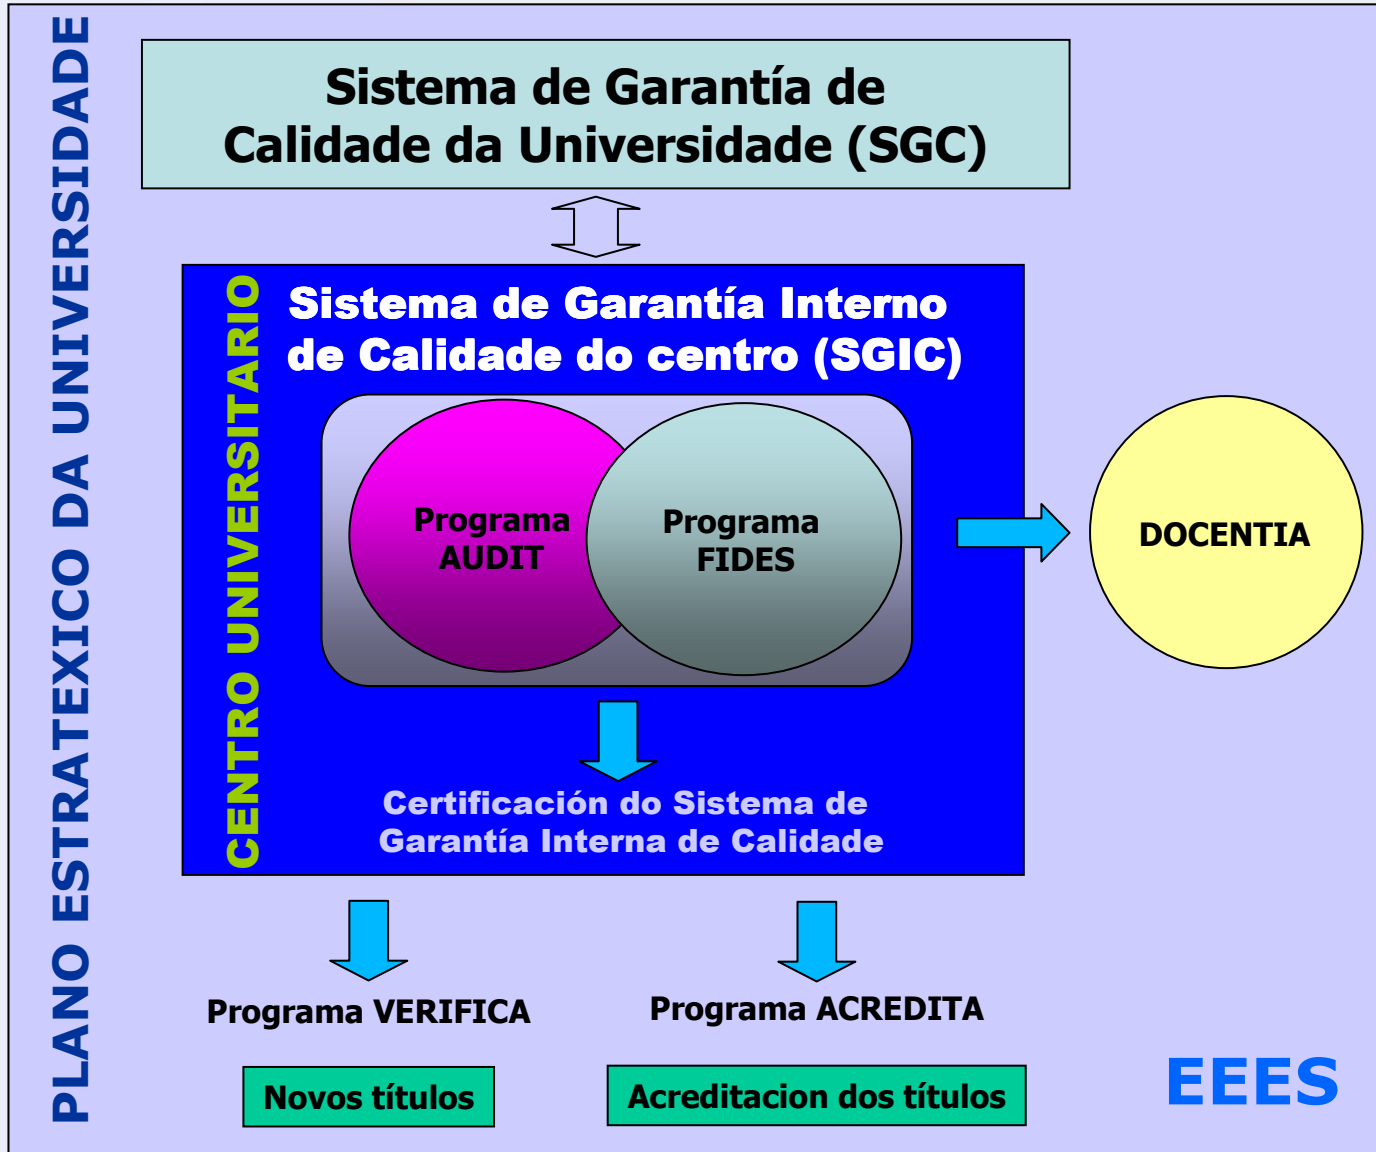 PLANO ESTRATEXICO DA UNIVERSIDADE
Sistema de Garantía de
Calidade da Universidade (SGC)
CENTRO UNIVERSITARIO
Sistema de Garantía Interno
de Calidade do centro (SGIC)
Programa
AUDIT
Programa
FIDES
DOCENTIA
Certificación do Sistema de
Garantía Interna de Calidade
Programa VERIFICA
Programa ACREDITA
Novos títulos
Acreditacion dos títulos
EEES